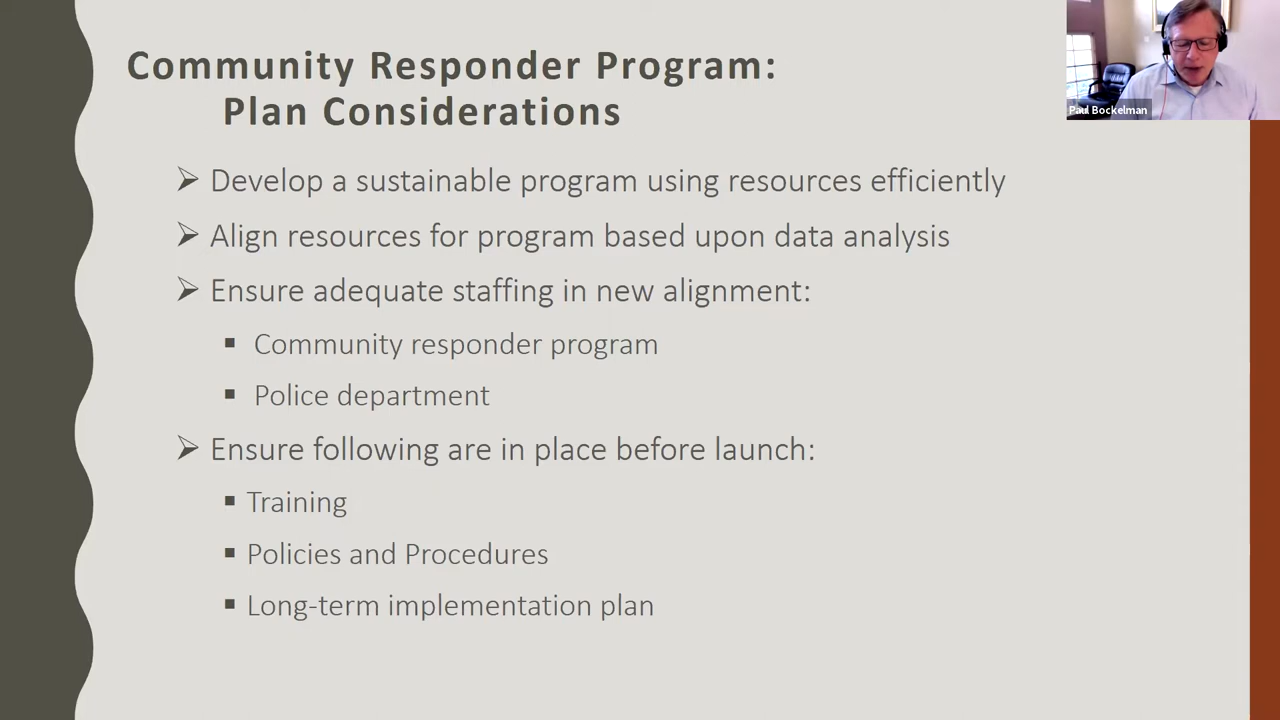 Community Responder Program:
Plan Considerations
Paul Bockelman
Develop a sustainable program using resources efficiently
Align resources for program based upon data analysis
Ensure adequate staffing in new alignment:
Community responder program
Police department
Ensure following are in place before launch:
Training
Policies and Procedures
Long-term implementation plan